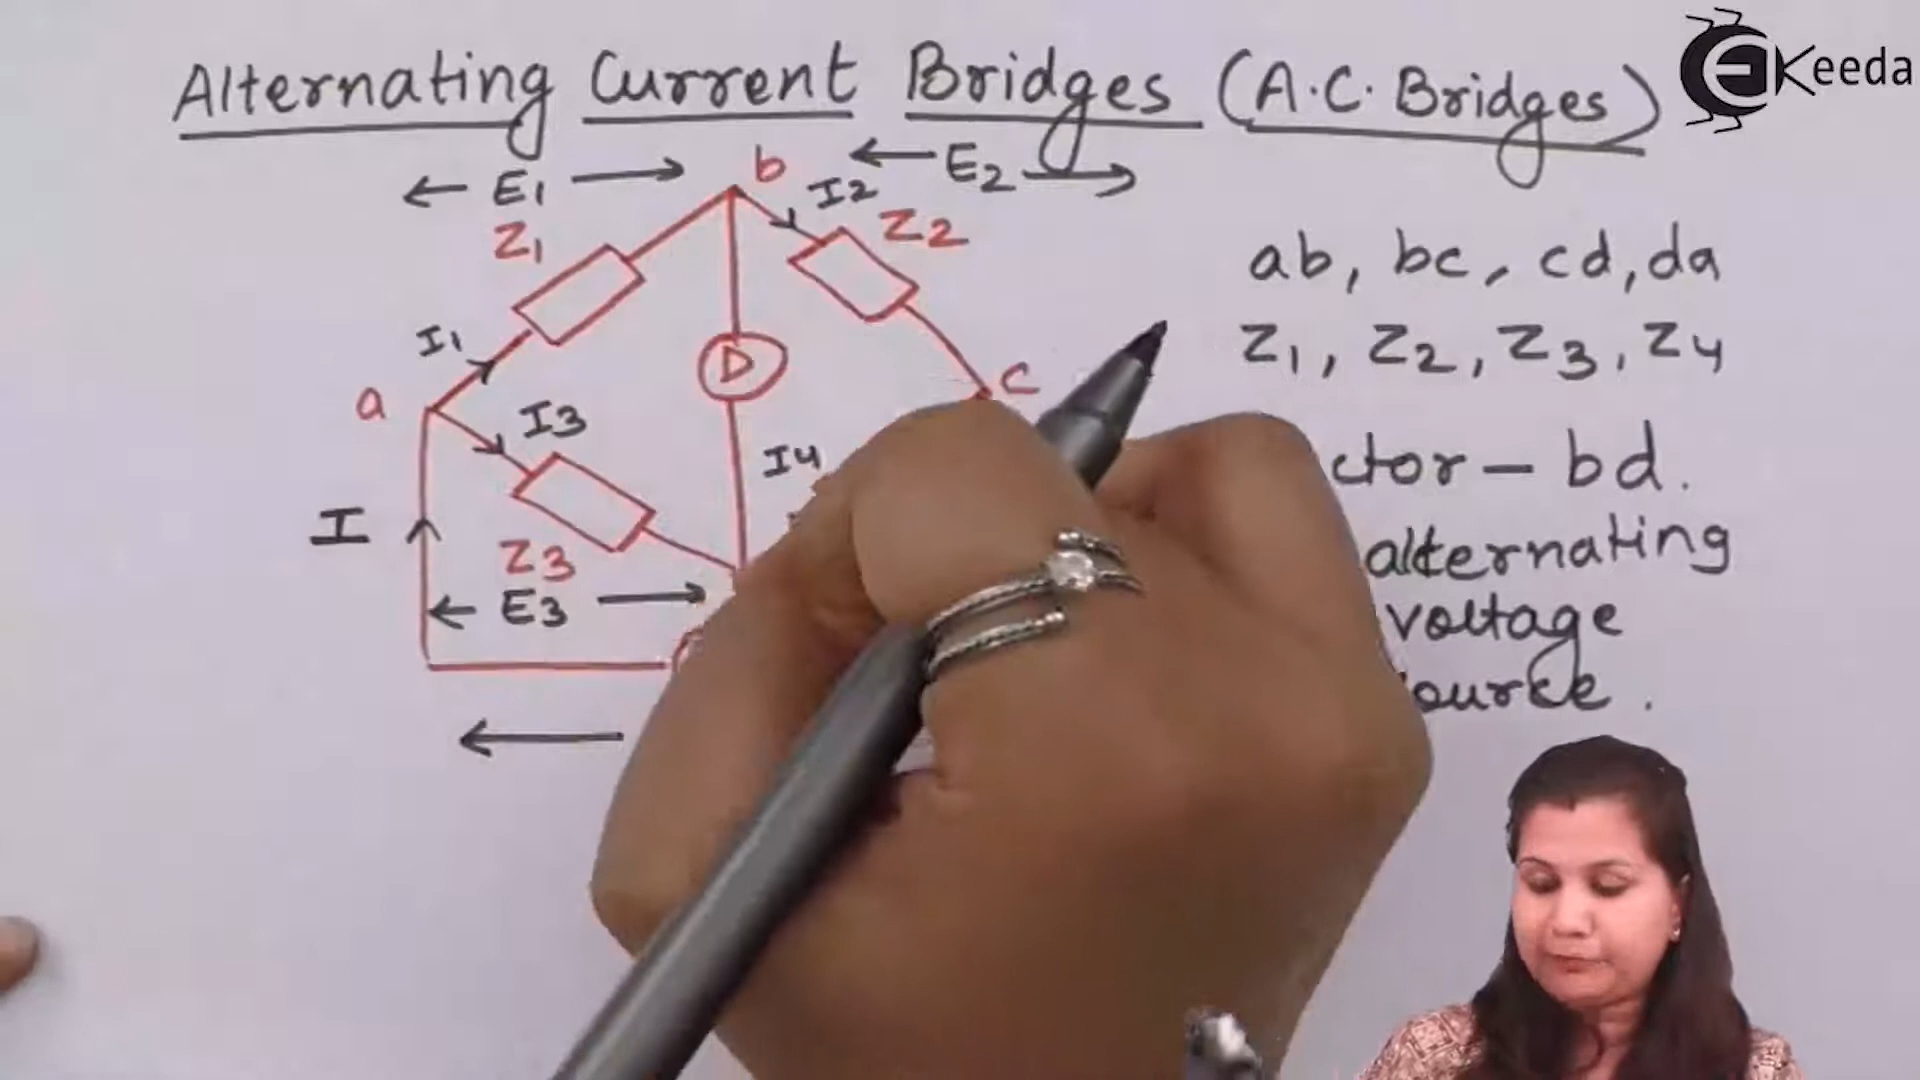 Alternating Current Bridges (A.C. Bridges)
EKeeda
E1
E2
b
I2
Z1
Z2
ab, bc, cd, da
I1
D
Z1, Z2, Z3, Z4
a
c
I3
I4
ctor - bd.
I
alternating
Z3
E3
voltage
ource.